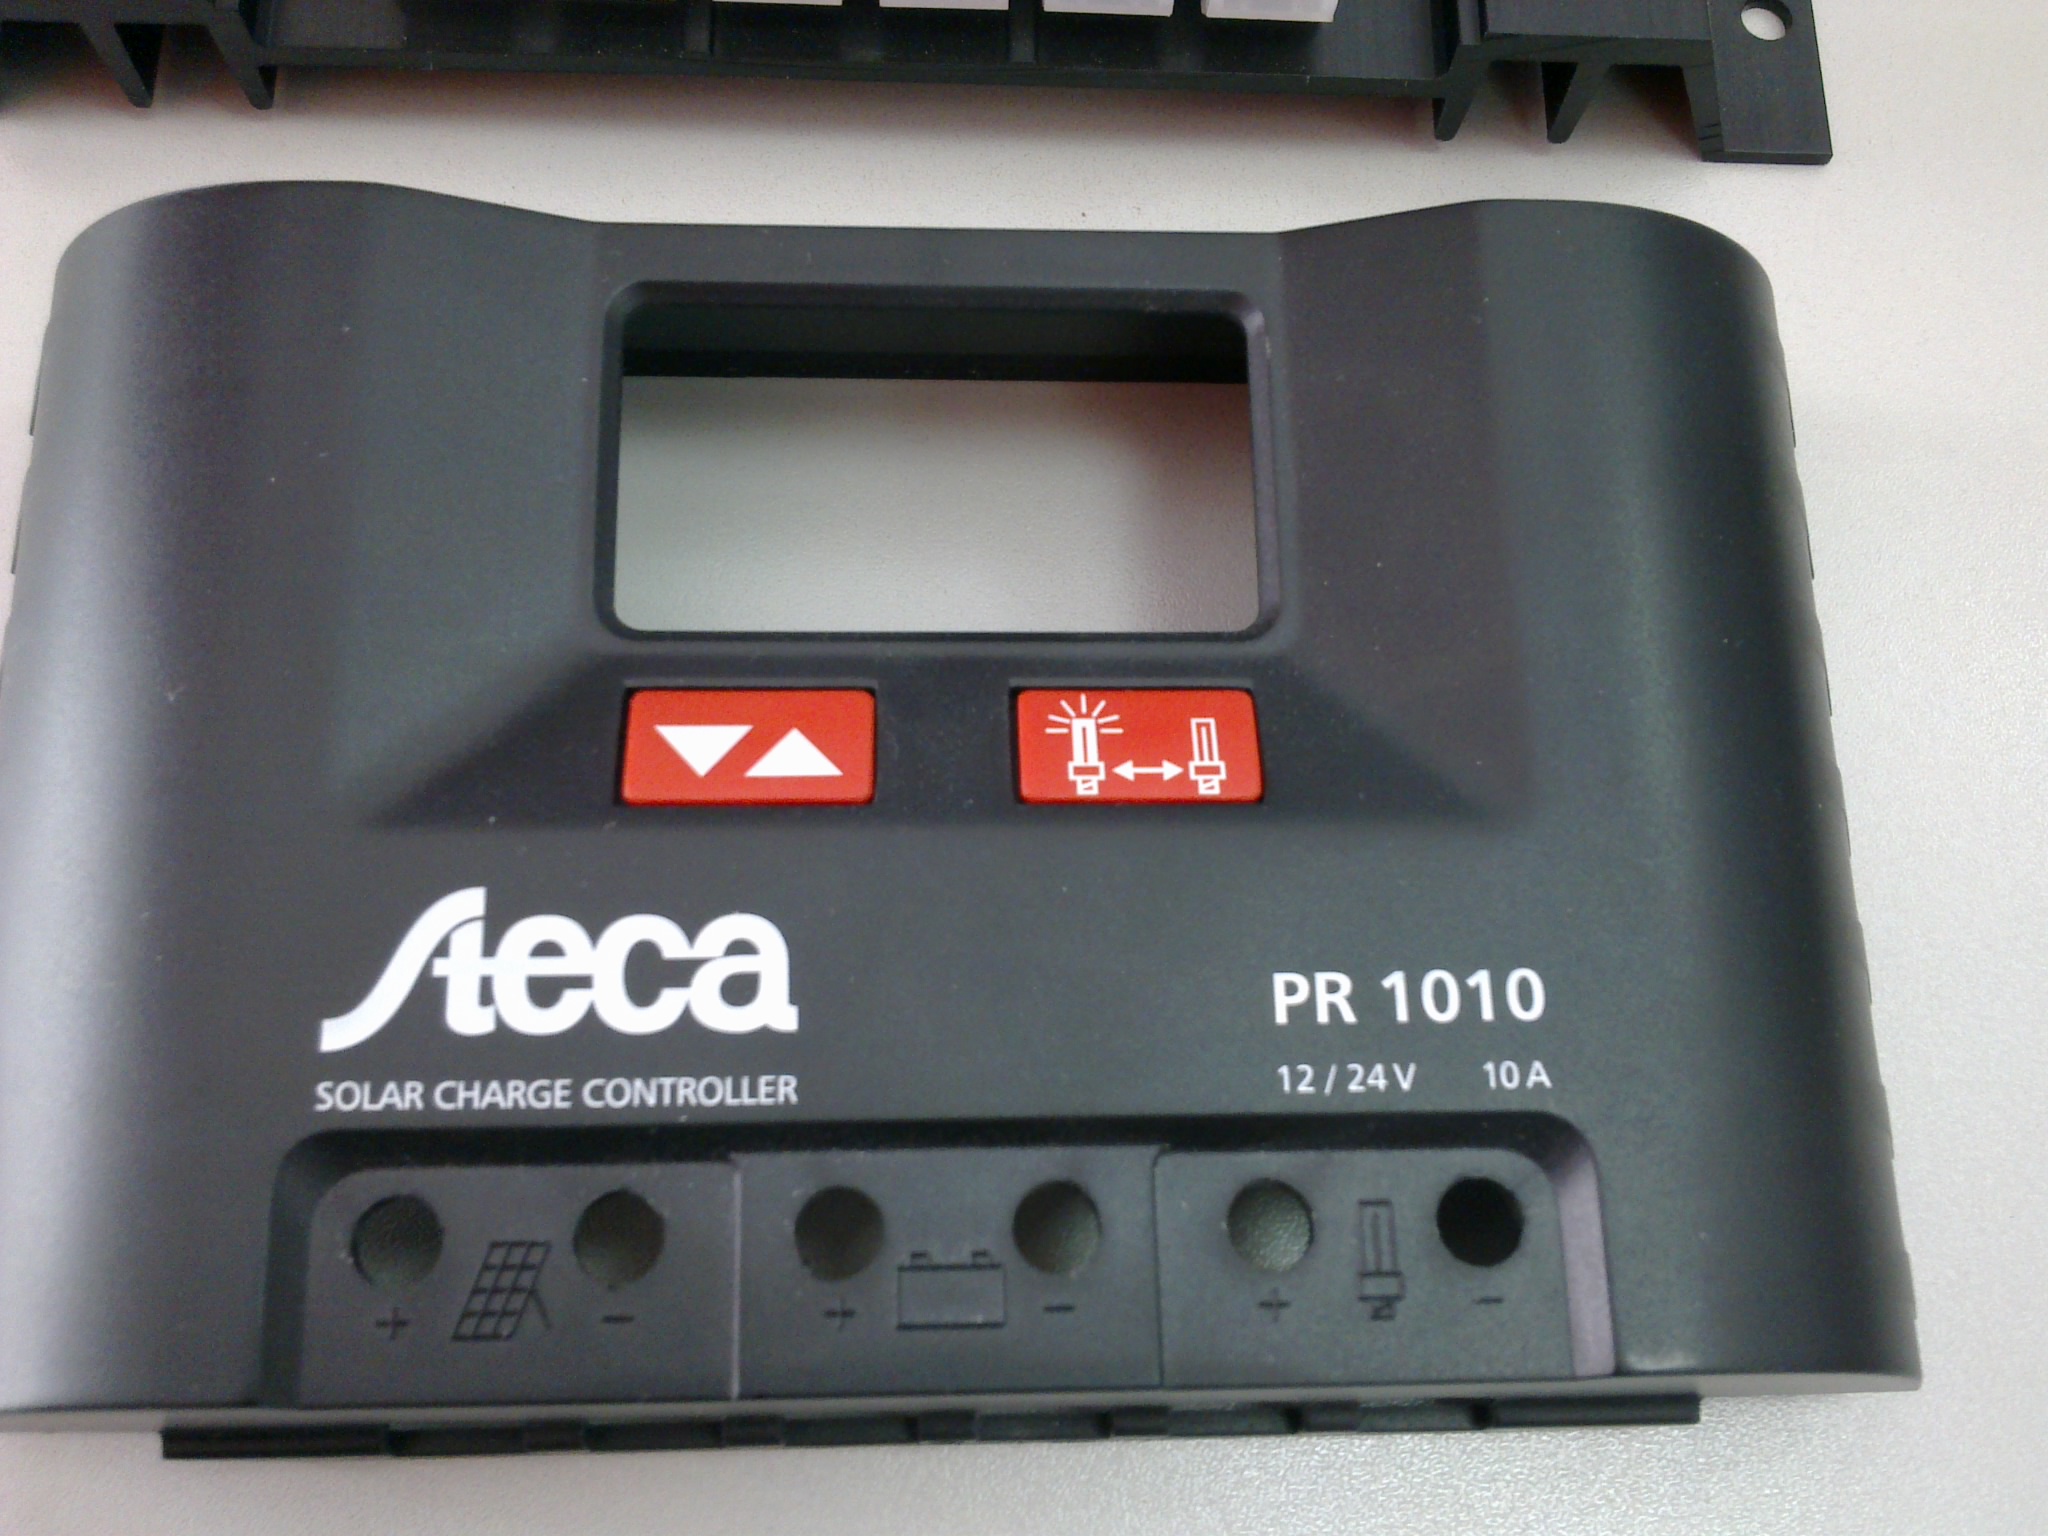 Steca
SOLAR CHARGE CONTROLLER
PR 1010
12 / 24 V 10 A
+ - + - + -